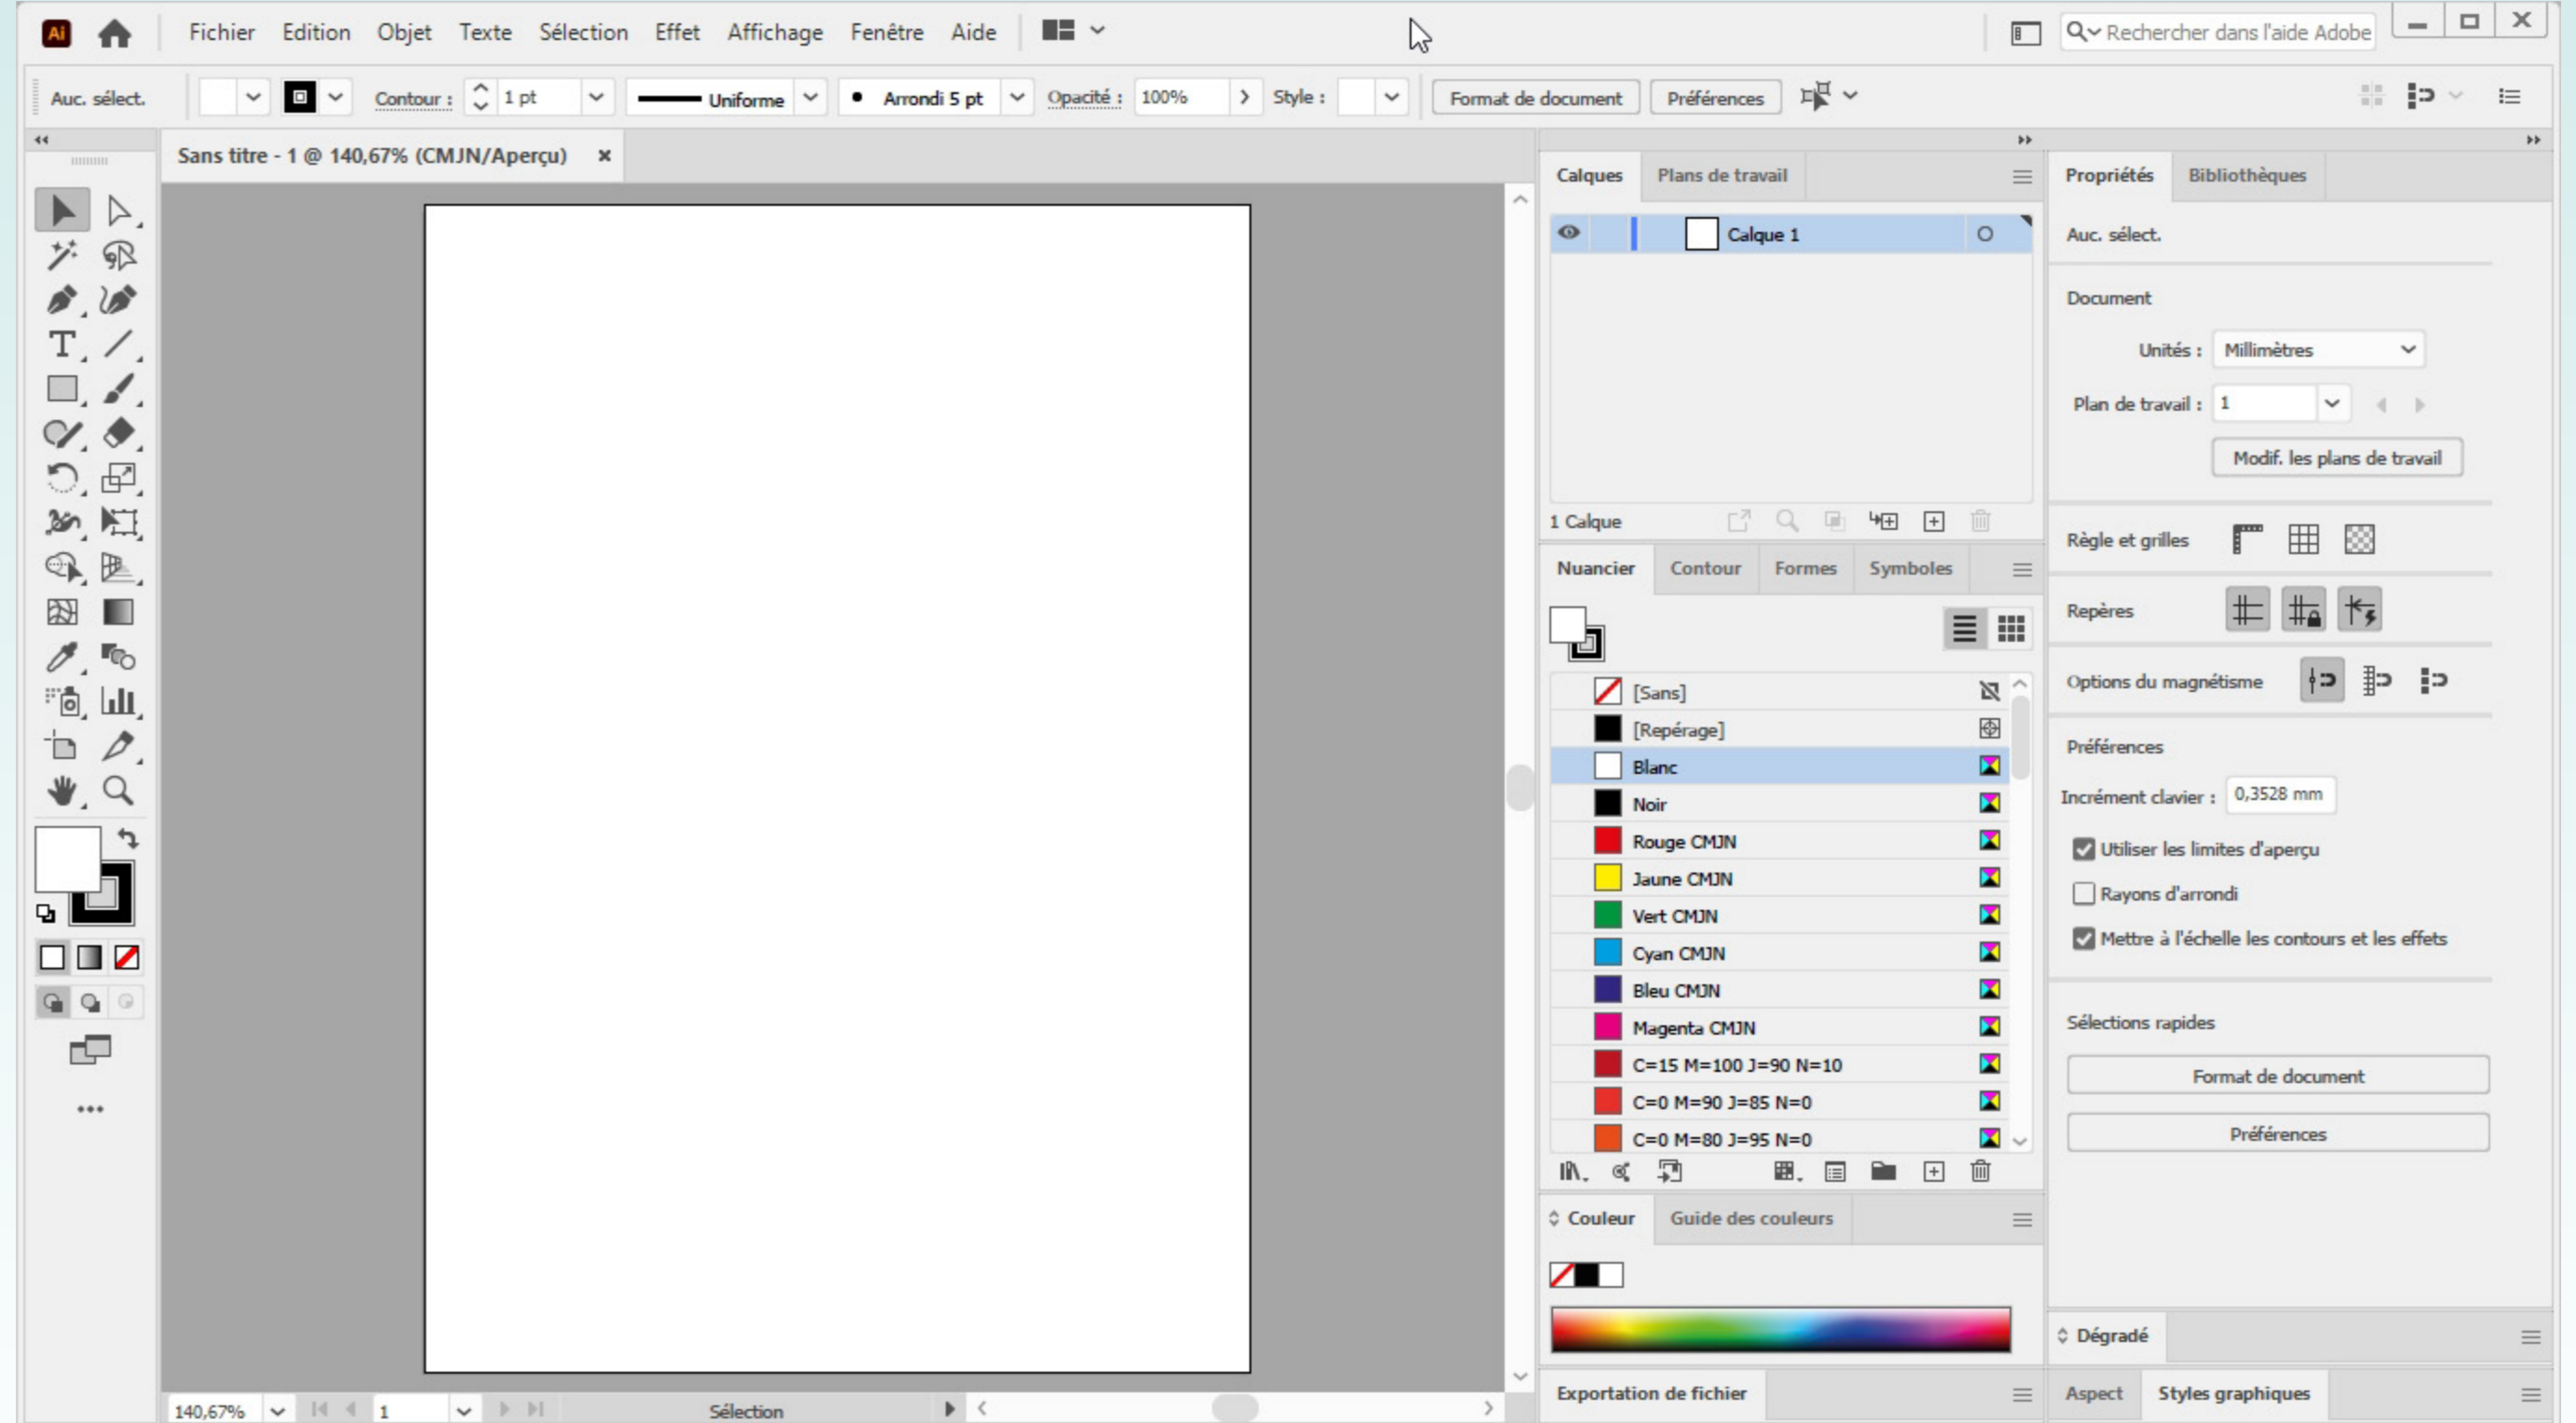 Ai Fichier Edition Objet Texte Sélection Effet Affichage Fenêtre Aide Rechercher dans l'aide Adobe
Auc. sélect. Contour : 1 pt Uniforme Arrondi 5 pt Opacité : 100% Style : Format de document Préférences
Sans titre - 1 @ 140,67% (CMJN/Aperçu)
Calques Plans de travail
Calque 1
1 Calque
Nuancier Contour Formes Symboles
[Sans]
[Repérage]
Blanc
Noir
Rouge CMJN
Jaune CMJN
Vert CMJN
Cyan CMJN
Bleu CMJN
Magenta CMJN
C=15 M=100 J=90 N=10
C=0 M=90 J=85 N=0
C=0 M=80 J=95 N=0
Couleur Guide des couleurs
Exportation de fichier
Propriétés Bibliothèques
Auc. sélect.
Document
Unités : Millimètres
Plan de travail : 1
Modif. les plans de travail
Règle et grilles
Repères
Options du magnétisme
Préférences
Incrément clavier : 0,3528 mm
Utiliser les limites d'aperçu
Rayons d'arrondi
Mettre à l'échelle les contours et les effets
Sélections rapides
Format de document
Préférences
Dégradé
Aspect Styles graphiques
140,67% 1 Sélection